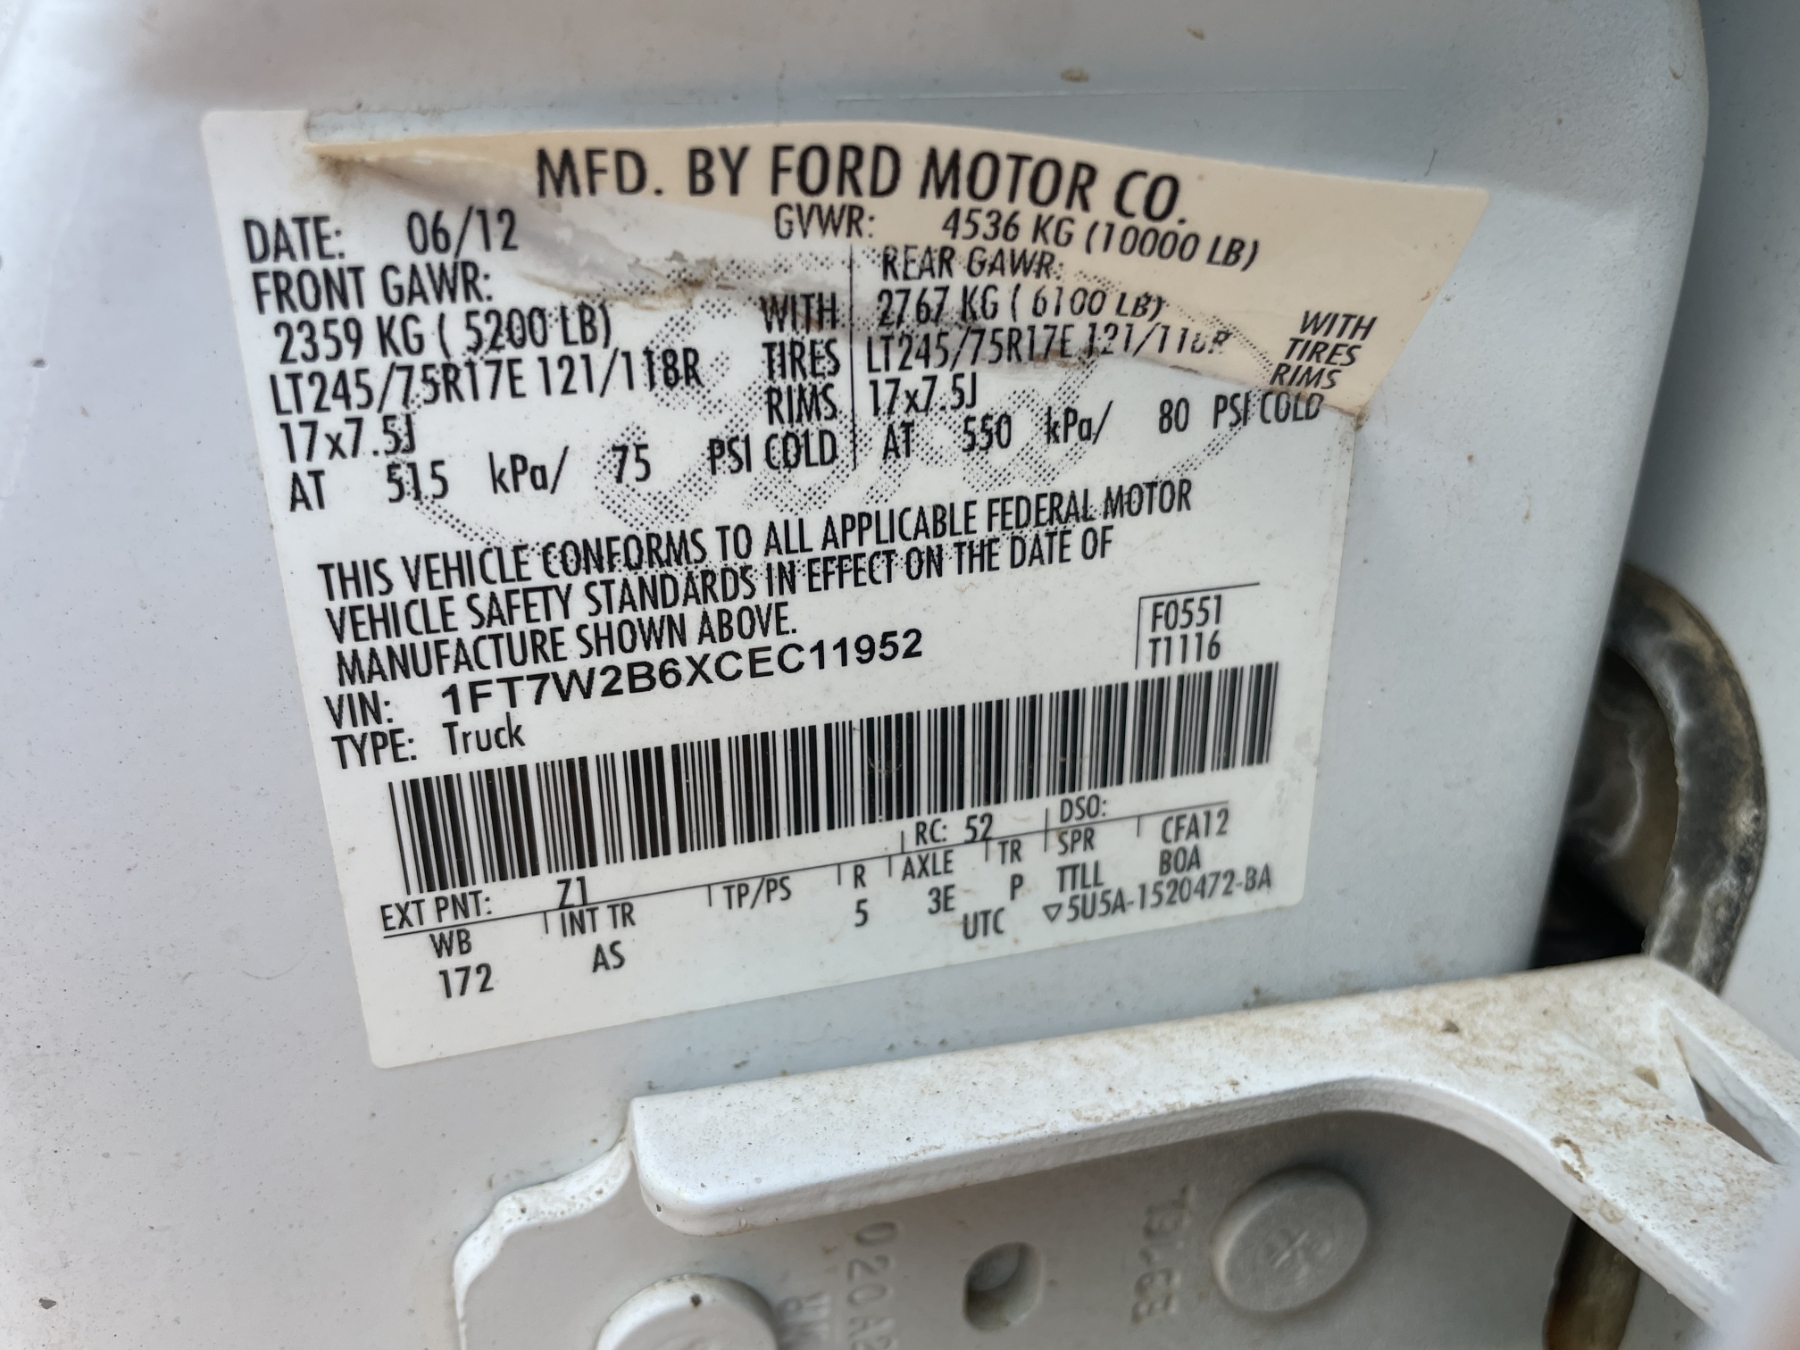 MFD. BY FORD MOTOR CO.
DATE: 06/12 GVWR: 4536 KG (10000 LB)
FRONT GAWR: REAR GAWR:
2359 KG ( 5200 LB) WITH 2767 KG ( 6100 LB) WITH
LT245/75R17E 121/118R TIRES LT245/75R17E 121/118R TIRES
17x7.5J RIMS 17x7.5J RIMS
AT 515 kPa/ 75 PSI COLD AT 550 kPa/ 80 PSI COLD
THIS VEHICLE CONFORMS TO ALL APPLICABLE FEDERAL MOTOR
VEHICLE SAFETY STANDARDS IN EFFECT ON THE DATE OF
MANUFACTURE SHOWN ABOVE.
F0551
VIN: 1FT7W2B6XCEC11952
T1116
TYPE: Truck
EXT PNT: Z1 RC: 52 DSO:
WB INT TR TP/PS R AXLE TR SPR CFA12
172 AS 5 3E P TTLL BOA
UTC ▽5U5A-1520472-BA